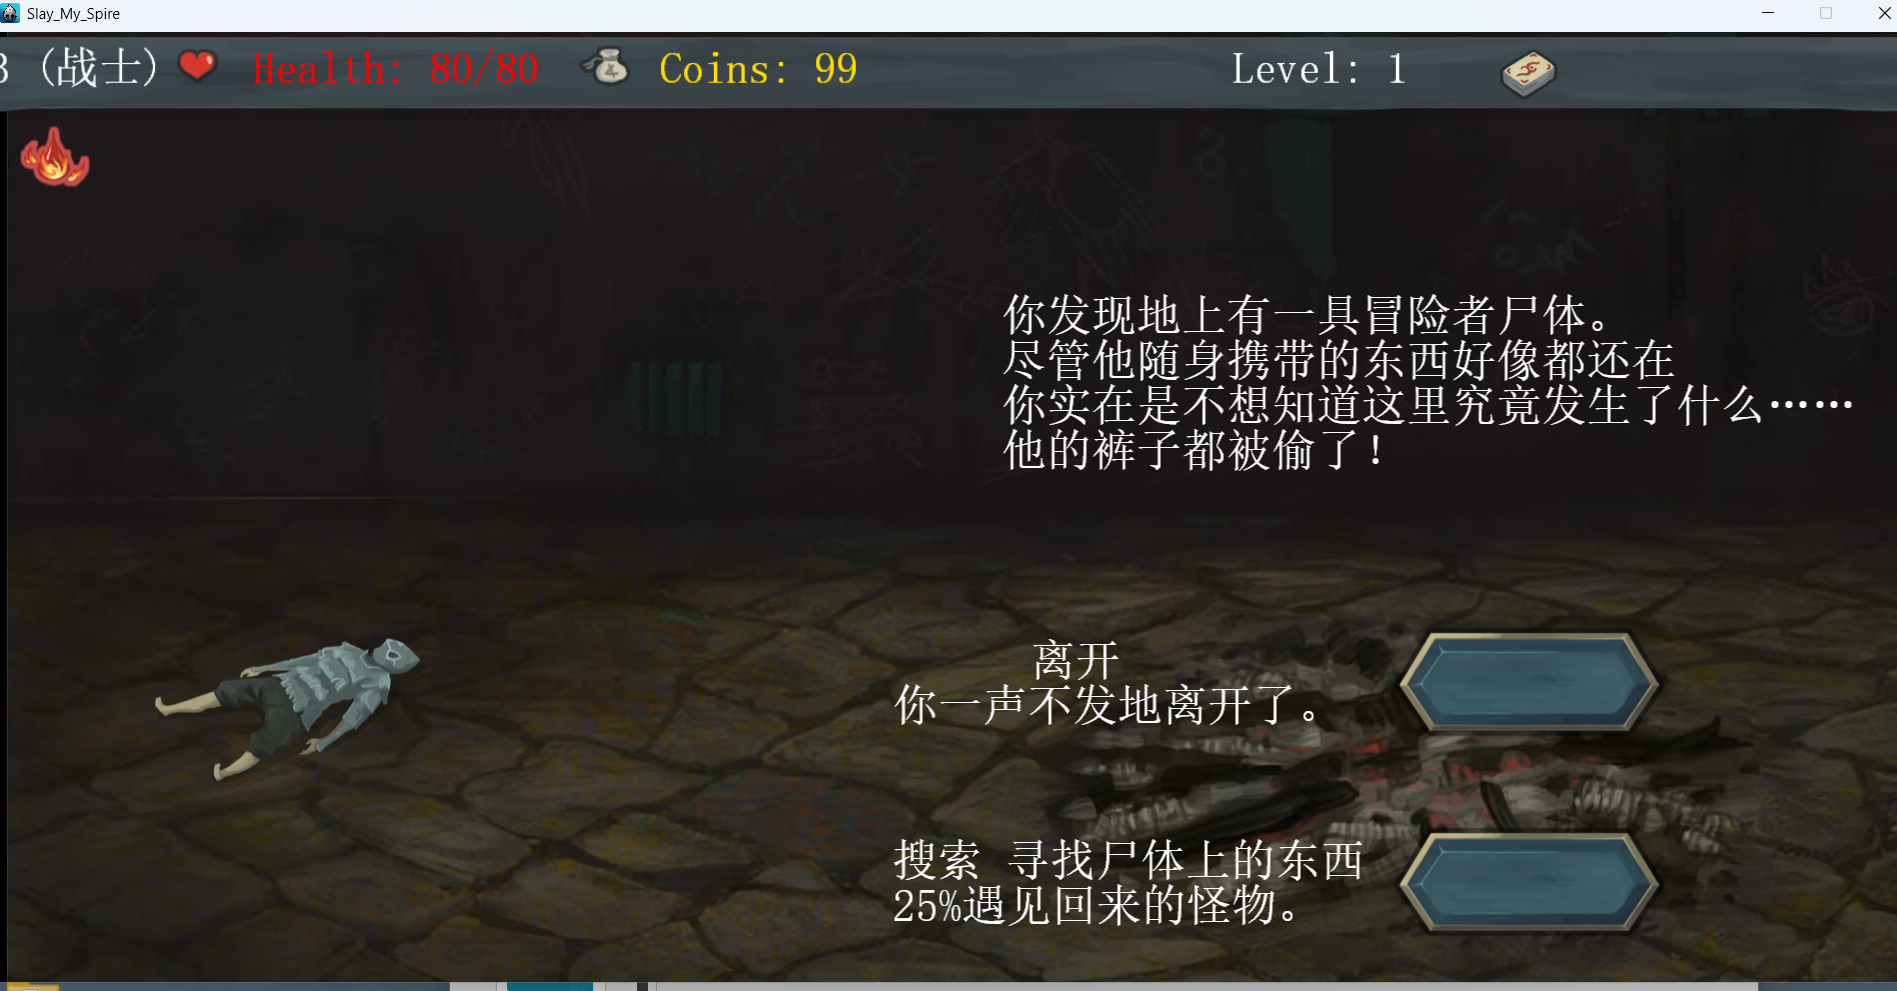 Slay_My_Spire
3 (战士) Health: 80/80 Coins: 99 Level: 1
你发现地上有一具冒险者尸体。
尽管他随身携带的东西好像都还在
你实在是不想知道这里究竟发生了什么……
他的裤子都被偷了！
离开
你一声不发地离开了。
搜索 寻找尸体上的东西
25%遇见回来的怪物。